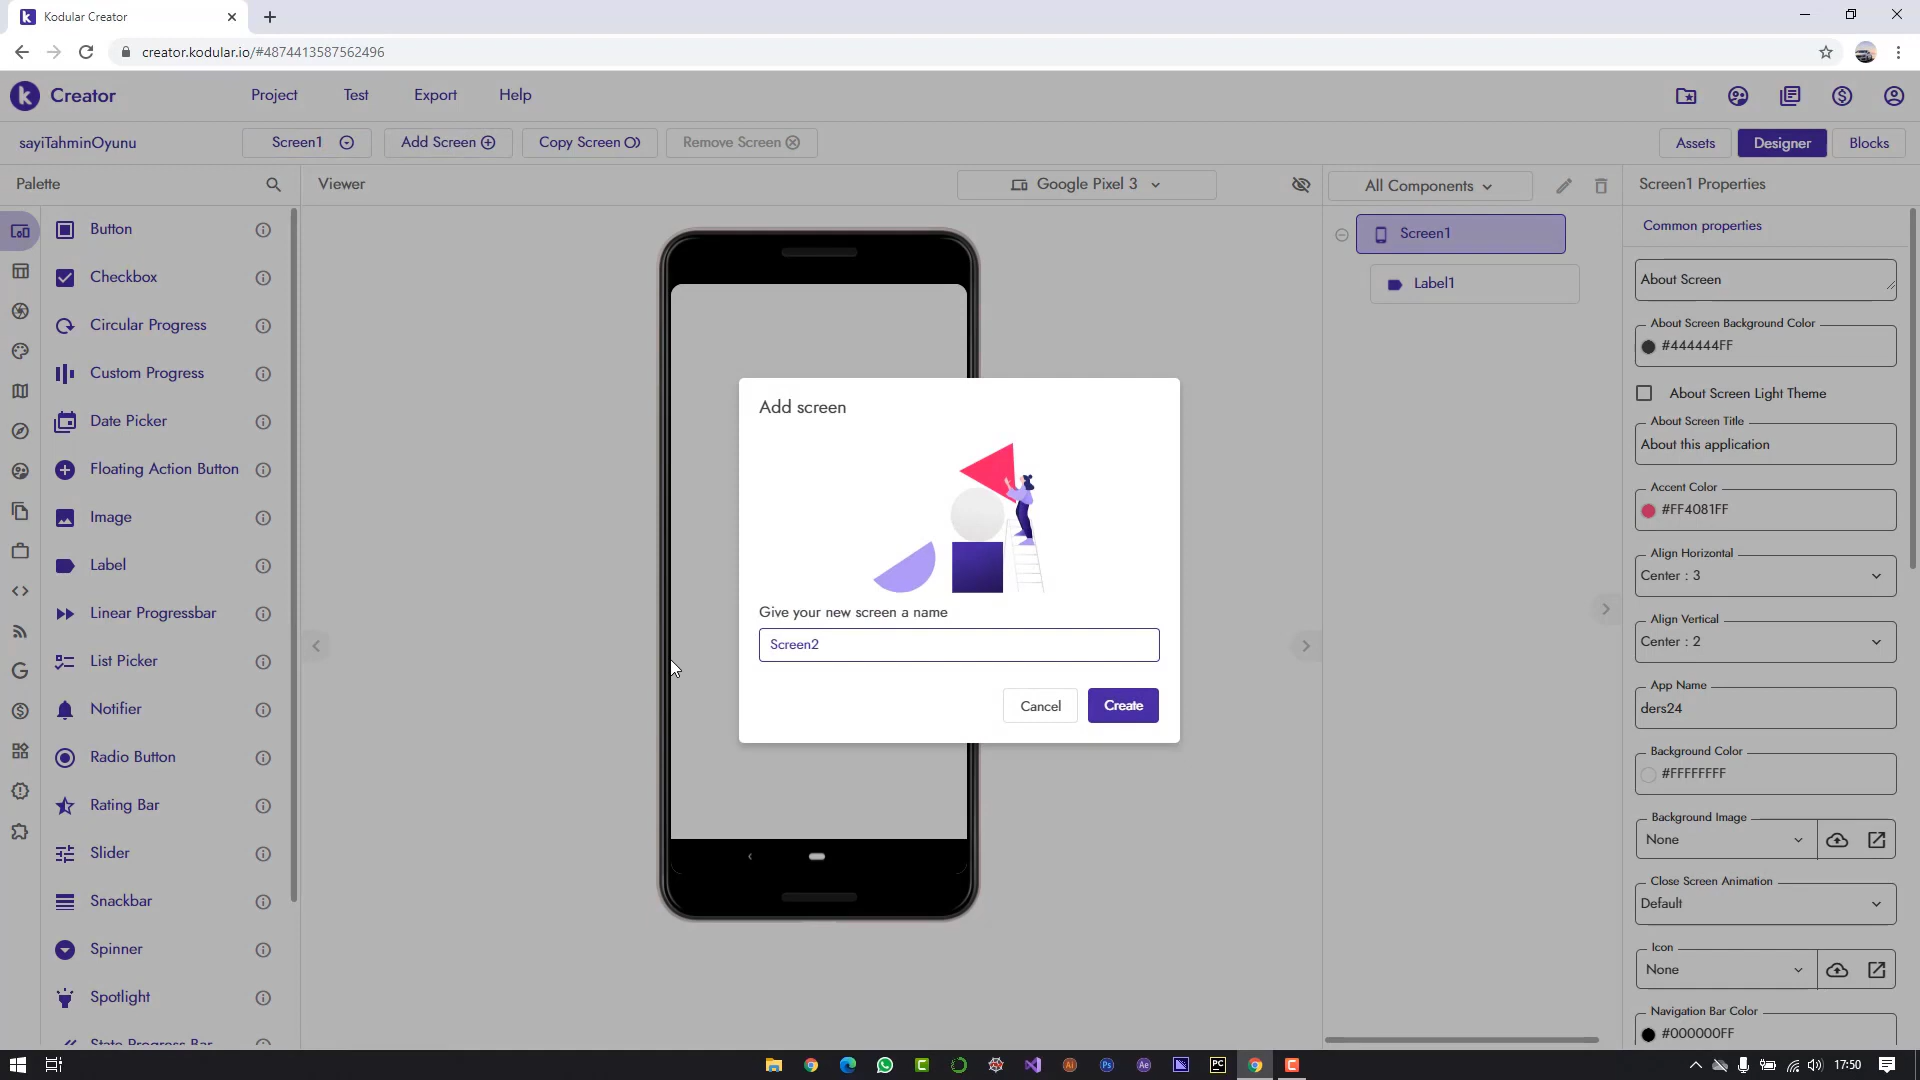 Kodular Creator
creator.kodular.io/#4874413587562496
Creator
Project
Test
Export
Help
sayiTahminOyunu
Screen1
Add Screen
Copy Screen
Remove Screen
Assets
Designer
Blocks
Palette
Viewer
Google Pixel 3
All Components
Screen1 Properties
Button
Checkbox
Circular Progress
Custom Progress
Date Picker
Floating Action Button
Image
Label
Linear Progressbar
List Picker
Notifier
Radio Button
Rating Bar
Slider
Snackbar
Spinner
Spotlight
State Progress Bar
Add screen
Give your new screen a name
Screen2
Cancel
Create
Screen1
Label1
Common properties
About Screen
About Screen Background Color
#444444FF
About Screen Light Theme
About Screen Title
About this application
Accent Color
#FF4081FF
Align Horizontal
Center : 3
Align Vertical
Center : 2
App Name
ders24
Background Color
#FFFFFFFF
Background Image
None
Close Screen Animation
Default
Icon
None
Navigation Bar Color
#000000FF
17:50